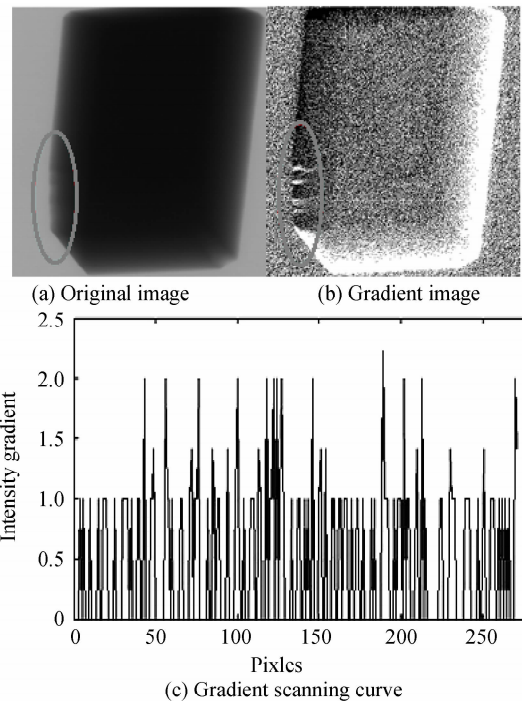 (a) Original image
(b) Gradient image
2.5
2.0
1.5
1.0
0.5
0
Intensity gradient
0
50
100
150
200
250
Pixlcs
(c) Gradient scanning curve